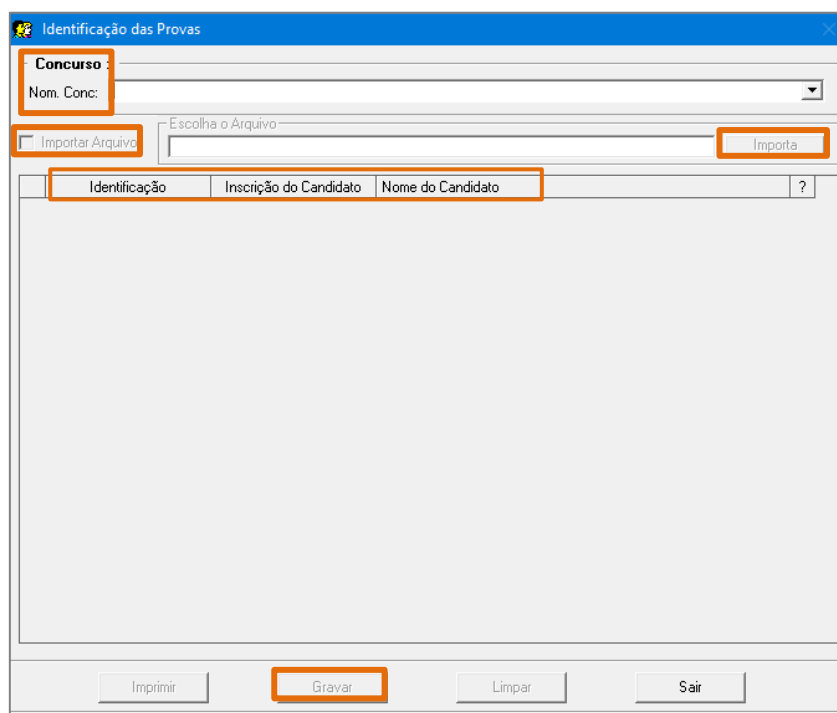 Identificação das Provas
Concurso :
Nom. Conc:
Escolha o Arquivo
Importar Arquivo Importa
Identificação Inscrição do Candidato Nome do Candidato ?
Imprimir Gravar Limpar Sair